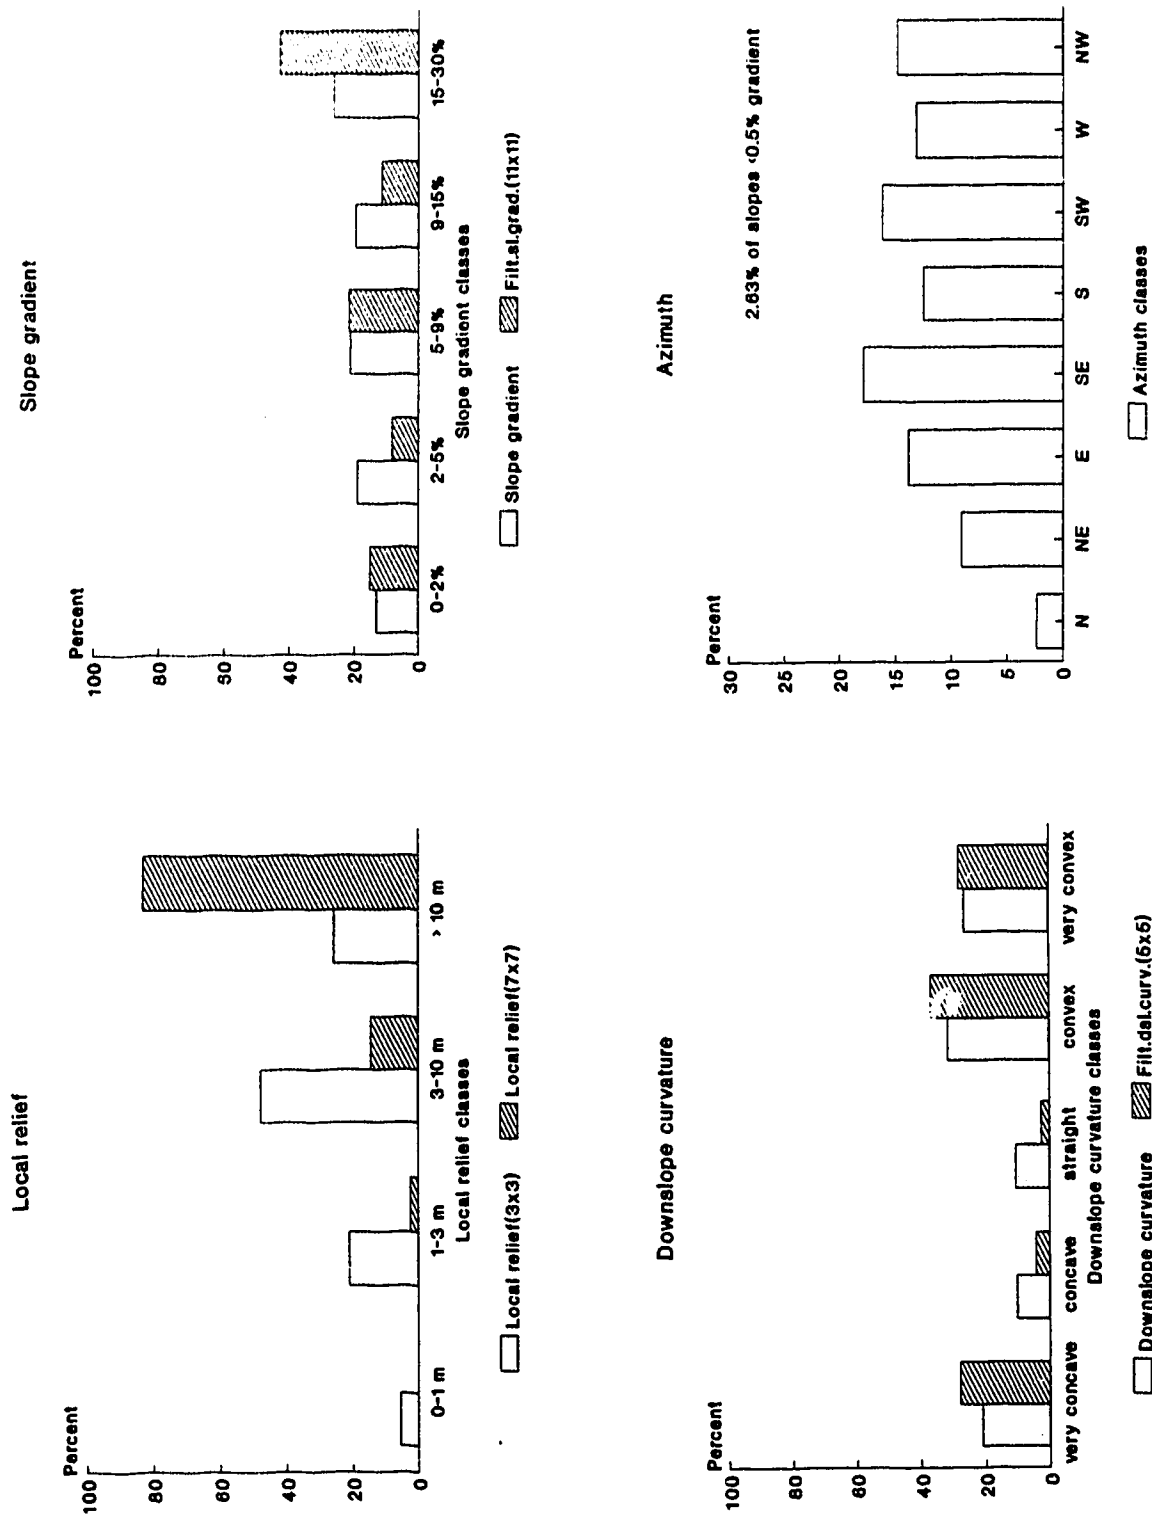 Local relief
Percent
100
80
60
40
20
0
0-1 m 1-3 m 3-10 m >10 m
Local relief classes
Local relief(3x3) Local relief(7x7)
Slope gradient
Percent
100
80
60
40
20
0
0-2% 2-5% 5-9% 9-15% 15-30%
Slope gradient classes
Slope gradient Filt.sl.grad.(11x11)
Downslope curvature
Percent
100
80
60
40
20
0
very concave concave straight convex very convex
Downslope curvature classes
Downslope curvature Filt.dsl.curv.(5x5)
Azimuth
Percent
2.63% of slopes <0.5% gradient
30
25
20
15
10
5
0
N NE E SE S SW W NW
Azimuth classes